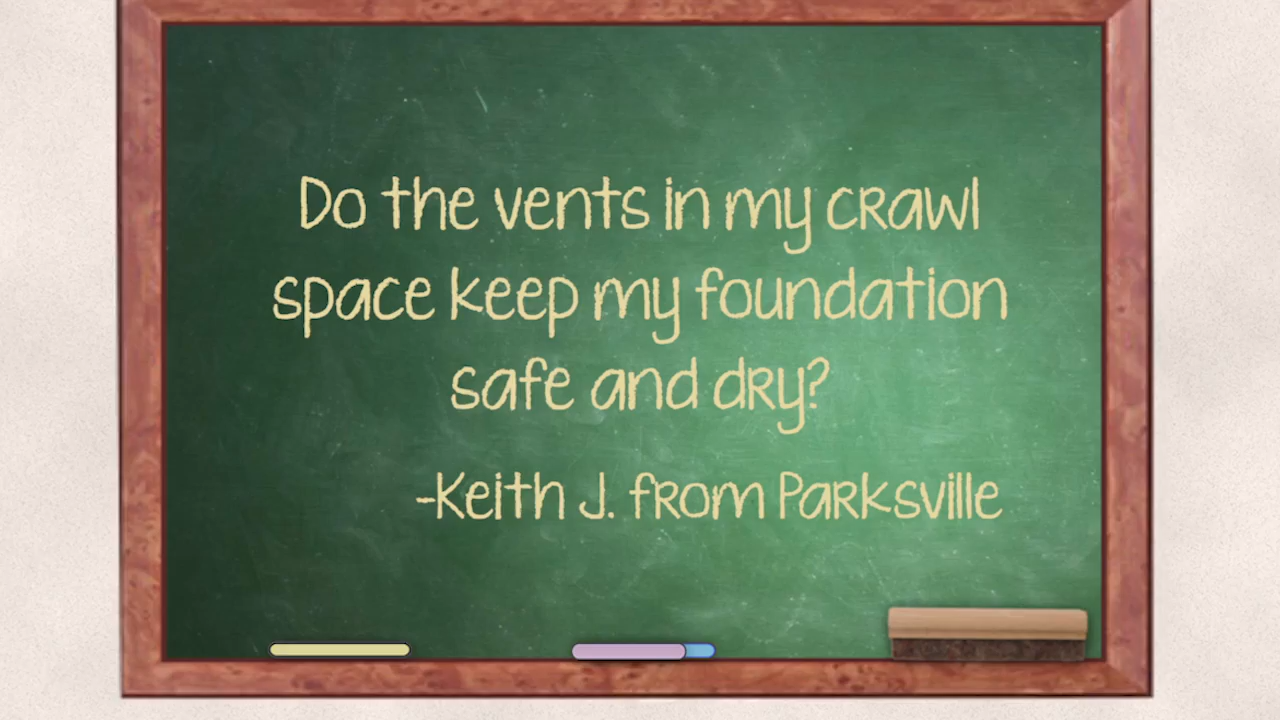 Do the vents in my crawl
space keep my foundation
safe and dry?
-Keith J. from Parksville